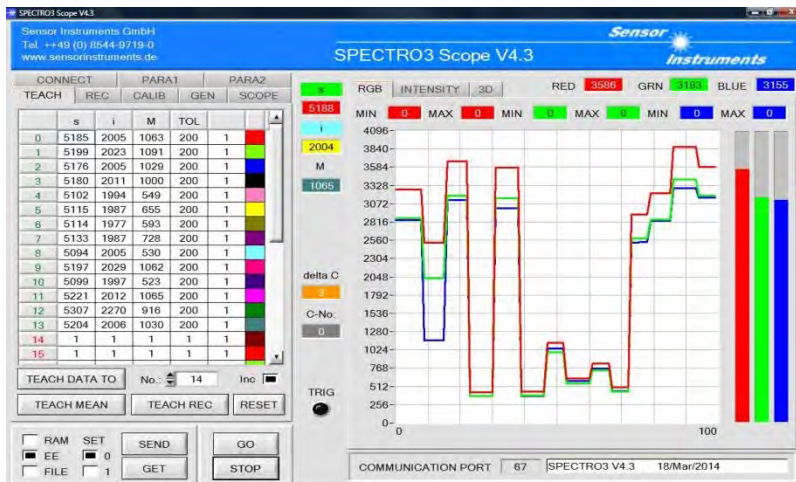 SPECTRO3 Scope V4.3
Sensor Instruments GmbH
Tel. ++49 (0) 8544-9719-0
www.sensorinstruments.de
SPECTRO3 Scope V4.3
Sensor
Instruments
CONNECT PARA1 PARA2
TEACH REC CALIB GEN SCOPE
s i M TOL
0 5185 2005 1063 200 1
1 5199 2023 1091 200 1
2 5176 2005 1029 200 1
3 5180 2011 1000 200 1
4 5102 1994 549 200 1
5 5115 1987 655 200 1
6 5114 1977 593 200 1
7 5133 1987 728 200 1
8 5094 2005 530 200 1
9 5197 2029 1062 200 1
10 5099 1997 523 200 1
11 5221 2012 1065 200 1
12 5307 2270 916 200 1
13 5204 2006 1030 200 1
14 1 1 1 1 1
15 1 1 1 1 1
TEACH DATA TO No.: 14 Inc
TEACH MEAN TEACH REC RESET
RAM SET SEND GO
EE 0
FILE 1 GET STOP
s
5188
i
2004
M
1065
delta C
3
C-No.
0
TRIG
RGB INTENSITY 3D RED 3586 GRN 3193 BLUE 3155
MIN 0 MAX 0 MIN 0 MAX 0 MIN 0 MAX 0
4096
3840
3584
3328
3072
2816
2560
2304
2048
1792
1536
1280
1024
768
512
256
0
0 100
COMMUNICATION PORT 67 SPECTRO3 V4.3 18/Mar/2014